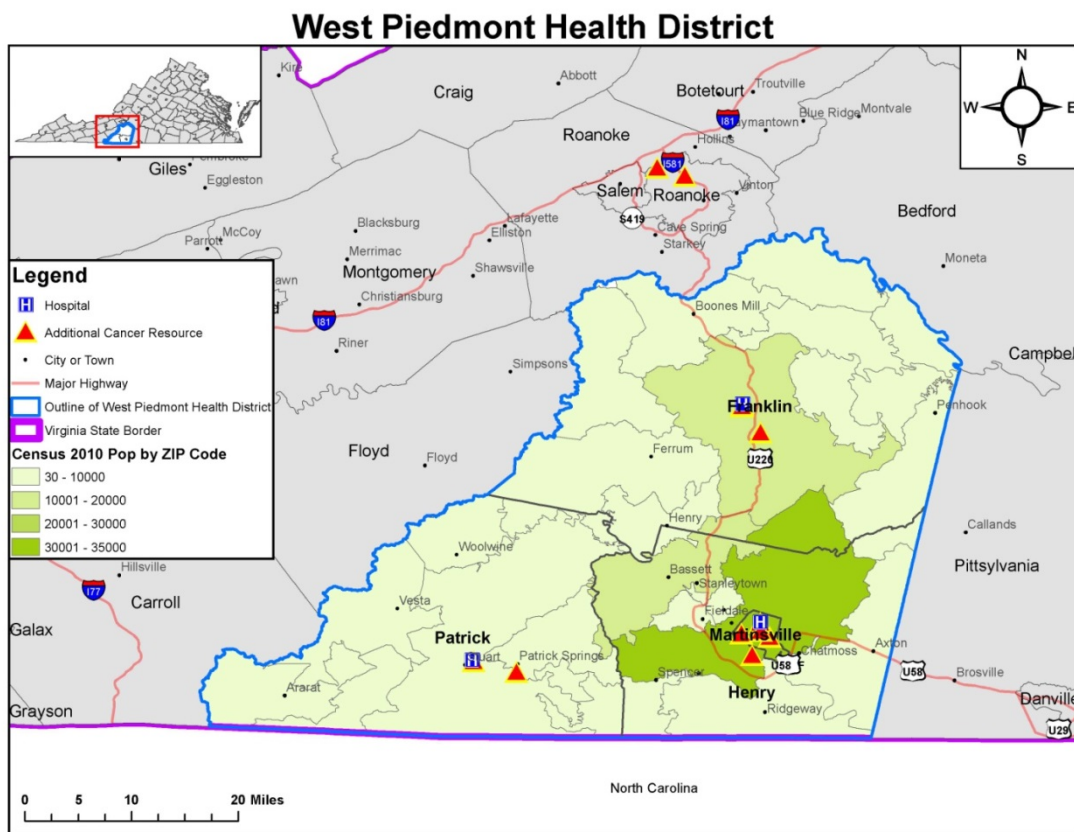 West Piedmont Health District
Kire
Abbott
Craig
Botetourt
Troutville
Blue Ridge
Montvale
I81
Roanoke
Hollins
Giles
Eggleston
I581
Salem
Roanoke
Vinton
S419
Cave Spring
Starkey
Bedford
Moneta
Blacksburg
Parrott
McCoy
Merrimac
Montgomery
Lafayette
Elliston
Shawsville
Christiansburg
I81
Riner
Simpsons
Boones Mill
Campbel
Penhook
Franklin
U220
Ferrum
Floyd
Floyd
Henry
Callands
Pittsylvania
Woolwine
Bassett
Stanleytown
Fieldale
Vesta
Martinsville
Patrick
Patrick Springs
Chatmoss
Axton
U58
U58
Brosville
Spencer
Henry
Ridgeway
Ararat
Danville
U29
Hillsville
I77
Carroll
Galax
Grayson
North Carolina
N
W
E
S
Legend
H
Hospital
Additional Cancer Resource
City or Town
Major Highway
Outline of West Piedmont Health District
Virginia State Border
Census 2010 Pop by ZIP Code
30 - 10000
10001 - 20000
20001 - 30000
30001 - 35000
0 5 10 20 Miles